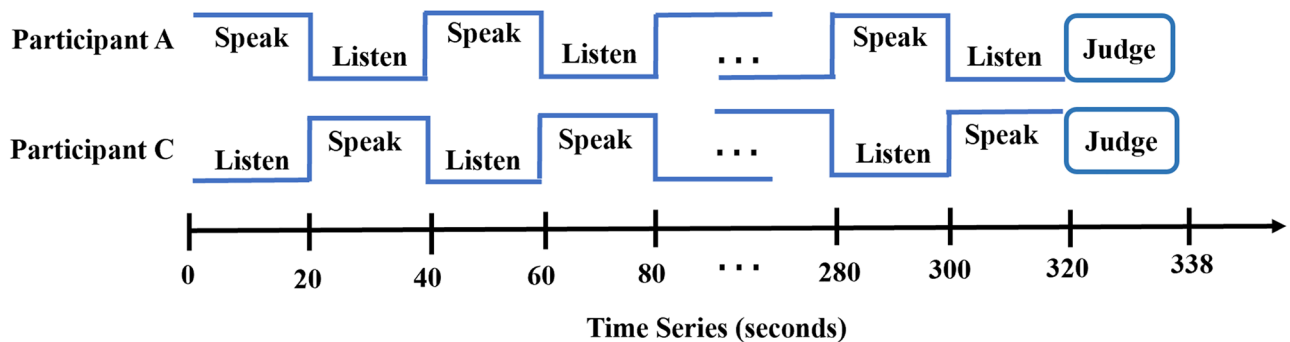 Participant A Speak Listen Speak Listen ... Speak Listen Judge
Participant C Listen Speak Listen Speak ... Listen Speak Judge
0 20 40 60 80 ... 280 300 320 338
Time Series (seconds)